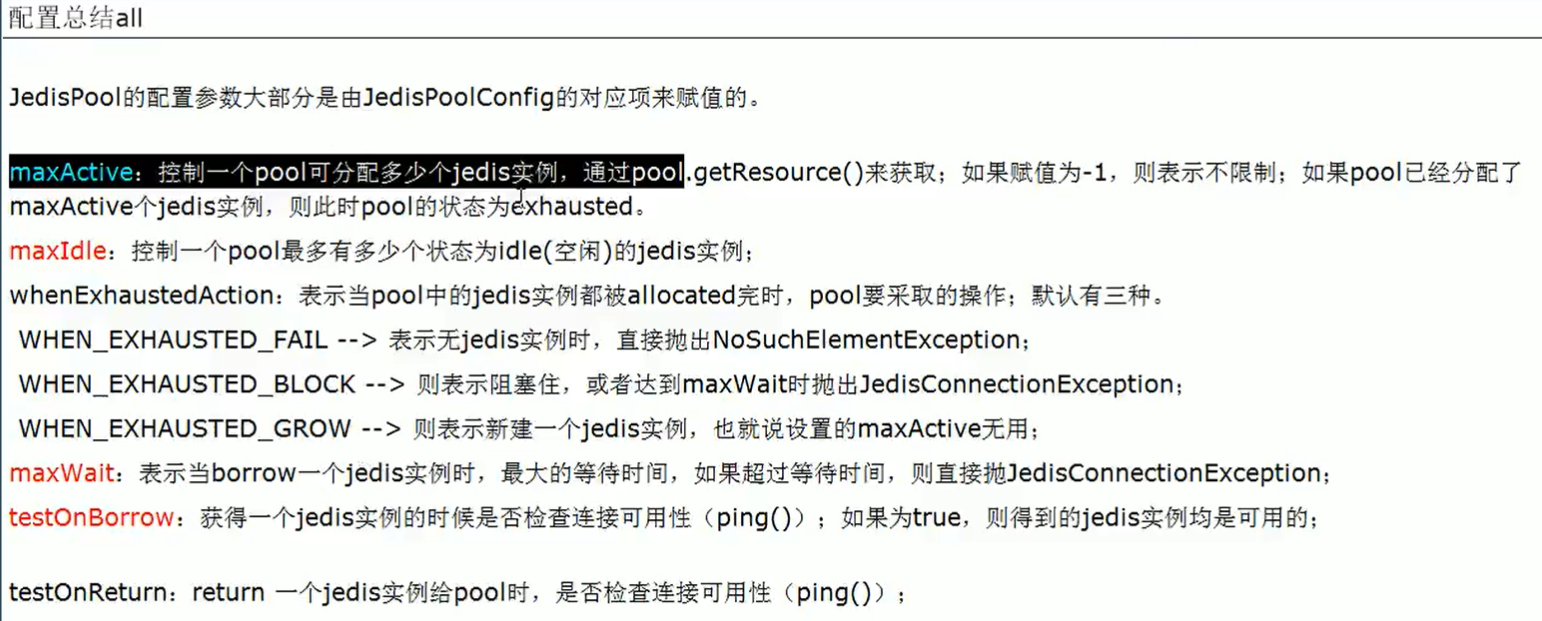 配置总结all
JedisPool的配置参数大部分是由JedisPoolConfig的对应项来赋值的。
maxActive：控制一个pool可分配多少个jedis实例，通过pool.getResource()来获取；如果赋值为-1，则表示不限制；如果pool已经分配了
maxActive个jedis实例，则此时pool的状态为exhausted。
maxIdle：控制一个pool最多有多少个状态为idle(空闲)的jedis实例；
whenExhaustedAction：表示当pool中的jedis实例都被allocated完时，pool要采取的操作；默认有三种。
WHEN_EXHAUSTED_FAIL --> 表示无jedis实例时，直接抛出NoSuchElementException；
WHEN_EXHAUSTED_BLOCK --> 则表示阻塞住，或者达到maxWait时抛出JedisConnectionException；
WHEN_EXHAUSTED_GROW --> 则表示新建一个jedis实例，也就说设置的maxActive无用；
maxWait：表示当borrow一个jedis实例时，最大的等待时间，如果超过等待时间，则直接抛JedisConnectionException；
testOnBorrow：获得一个jedis实例的时候是否检查连接可用性（ping()）；如果为true，则得到的jedis实例均是可用的；
testOnReturn：return 一个jedis实例给pool时，是否检查连接可用性（ping()）；